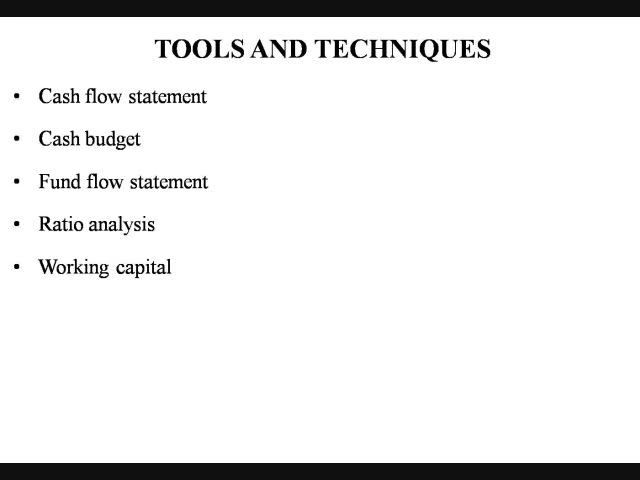 TOOLS AND TECHNIQUES
• Cash flow statement
• Cash budget
• Fund flow statement
• Ratio analysis
• Working capital